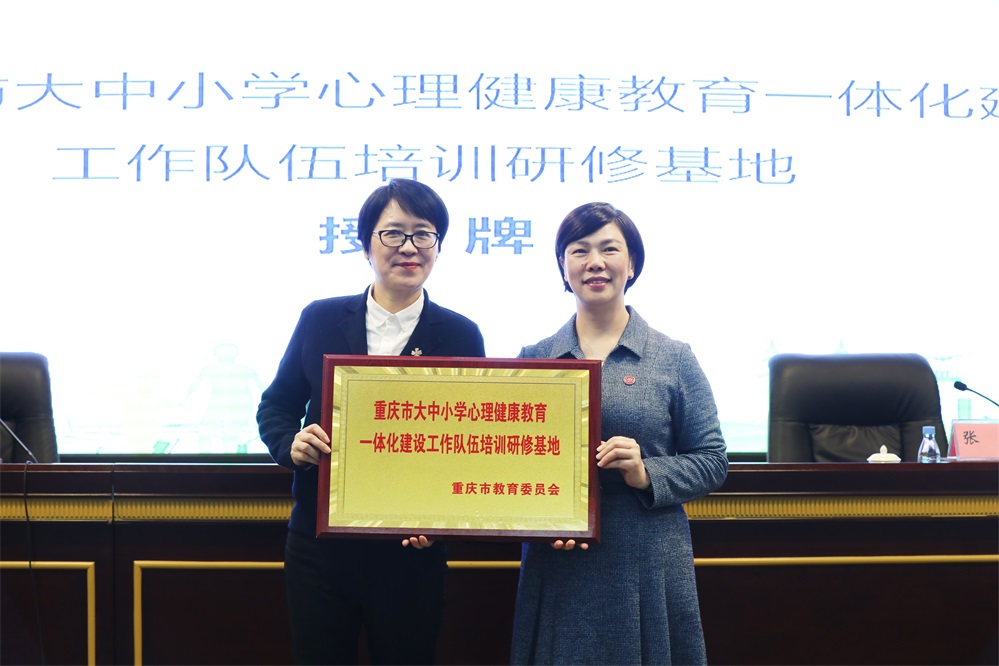 市大中小学心理健康教育一体化建
工作队伍培训研修基地
授 牌
重庆市大中小学心理健康教育
一体化建设工作队伍培训研修基地
重庆市教育委员会
张